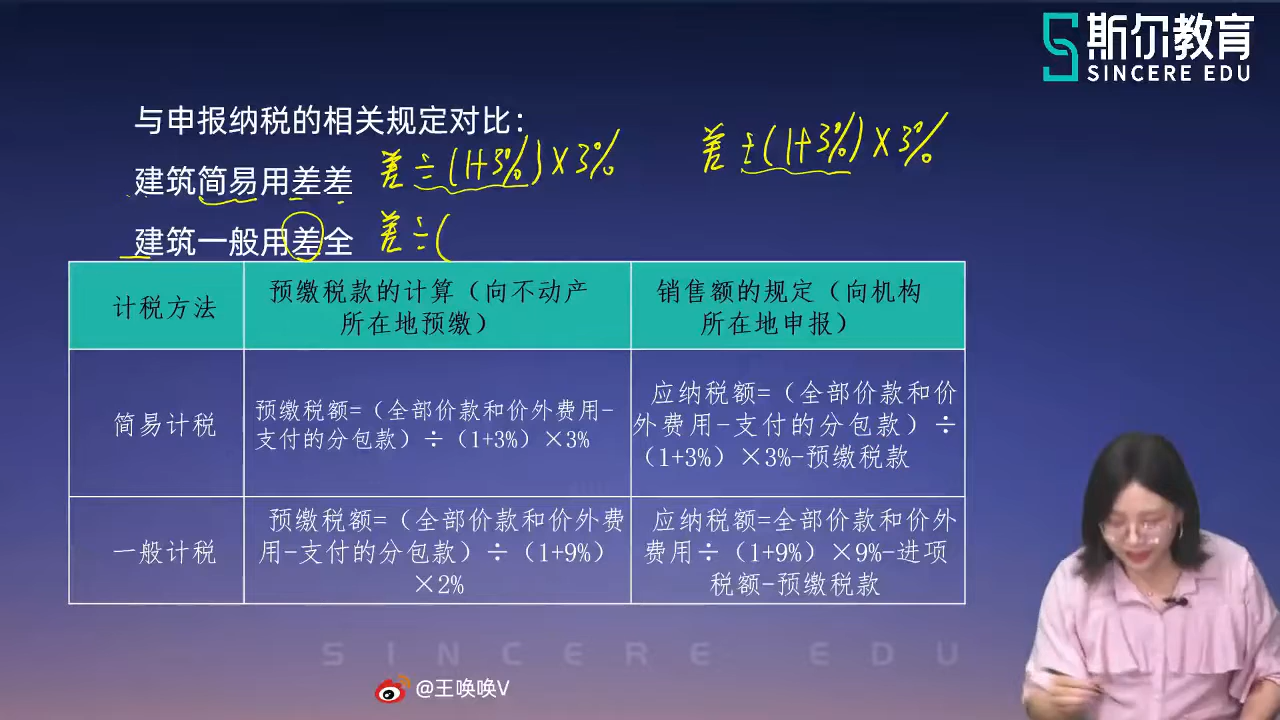 斯尔教育
SINCERE EDU
与申报纳税的相关规定对比：
建筑简易用差差 差÷(1+3%)×3% 差÷(1+3%)×3%
建筑一般用差全 差÷(
计税方法
预缴税款的计算（向不动产
所在地预缴）
销售额的规定（向机构
所在地申报）
简易计税
预缴税额=（全部价款和价外费用-
支付的分包款）÷（1+3%）×3%
应纳税额=（全部价款和价
外费用-支付的分包款）÷
（1+3%）×3%-预缴税款
一般计税
预缴税额=（全部价款和价外费
用-支付的分包款）÷（1+9%）
×2%
应纳税额=全部价款和价外
费用÷（1+9%）×9%-进项
税额-预缴税款
SINCERE EDU
@王唤唤V